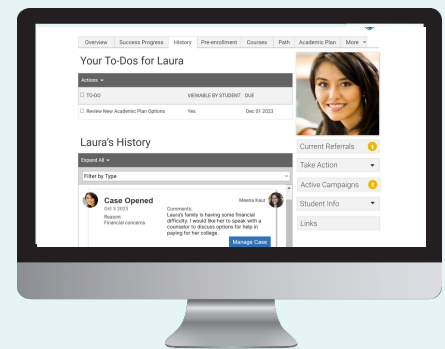 Overview Success Progress History Pre-enrollment Courses Path Academic Plan More
Your To-Dos for Laura
Actions
TO-DO VIEWABLE BY STUDENT DUE
Review New Academic Plan Options Yes Dec 01 2023
Laura's History
Expand All
Filter by Type
Case Opened Meena Kaur
Oct 3 2023
Reason:
Financial concerns
Comments:
Laura's family is having some financial
difficulty. I would like her to speak with a
counselor to discuss options for help in
paying for her college.
Manage Case
Current Referrals
Take Action
Active Campaigns
Student Info
Links